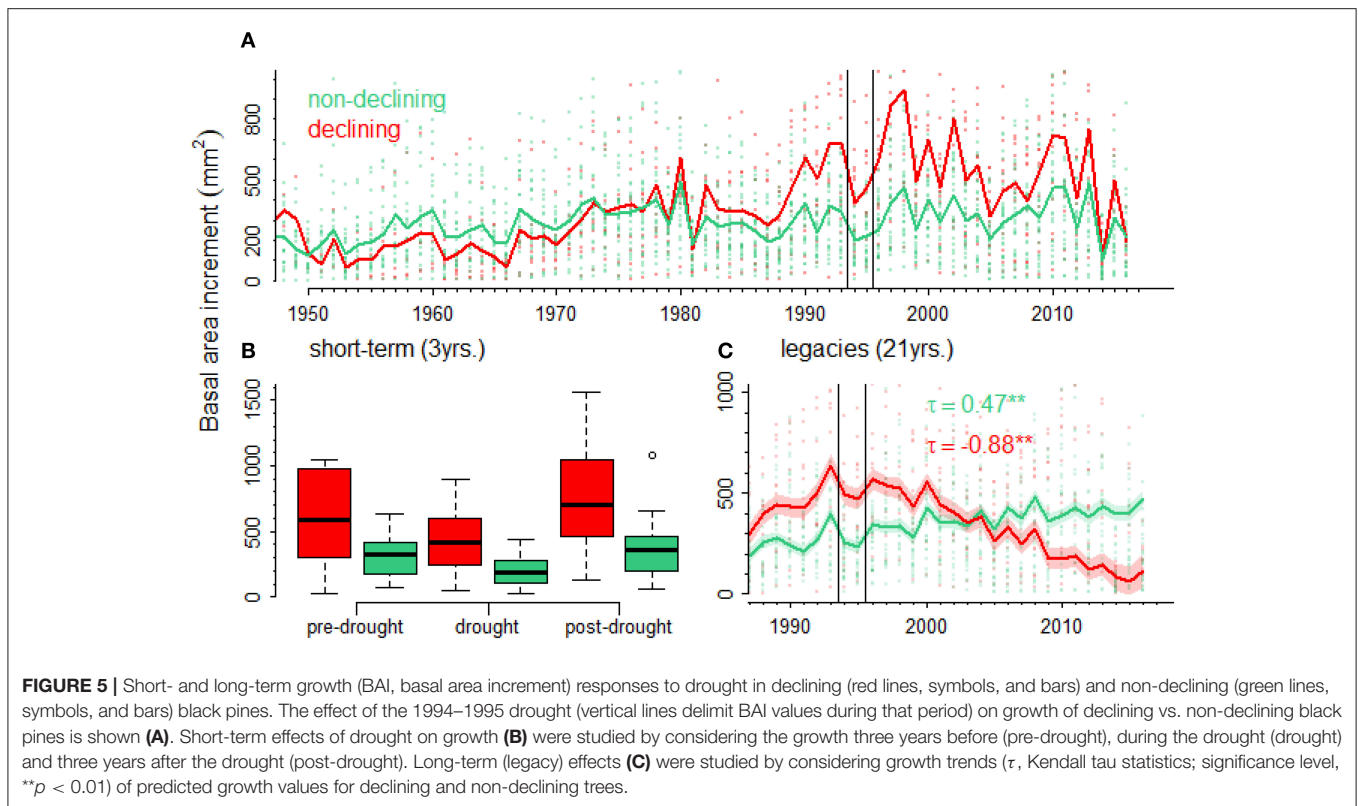 A
non-declining
declining
Basal area increment (mm²)
0 200 500 800
1950 1960 1970 1980 1990 2000 2010
B short-term (3yrs.)
0 500 1000 1500
pre-drought drought post-drought
C legacies (21yrs.)
τ = 0.47**
τ = -0.88**
0 500 1000
1990 2000 2010
FIGURE 5 | Short- and long-term growth (BAI, basal area increment) responses to drought in declining (red lines, symbols, and bars) and non-declining (green lines,
symbols, and bars) black pines. The effect of the 1994–1995 drought (vertical lines delimit BAI values during that period) on growth of declining vs. non-declining black
pines is shown (A). Short-term effects of drought on growth (B) were studied by considering the growth three years before (pre-drought), during the drought (drought)
and three years after the drought (post-drought). Long-term (legacy) effects (C) were studied by considering growth trends (τ, Kendall tau statistics; significance level,
**p < 0.01) of predicted growth values for declining and non-declining trees.